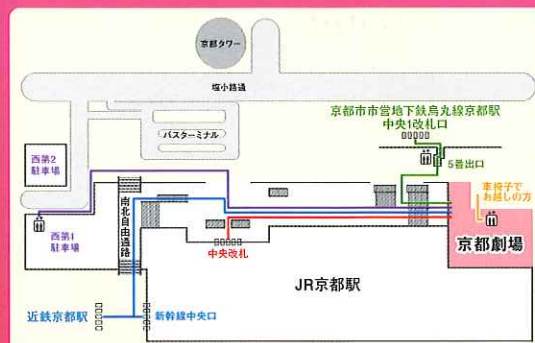 京都タワー
塩小路通
京都市市営地下鉄烏丸線京都駅
中央1改札口
バスターミナル
5番出口
西第2
駐車場
車椅子で
お越しの方
南北自由通路
西第1
駐車場
中央改札
京都劇場
JR京都駅
近鉄京都駅
新幹線中央口